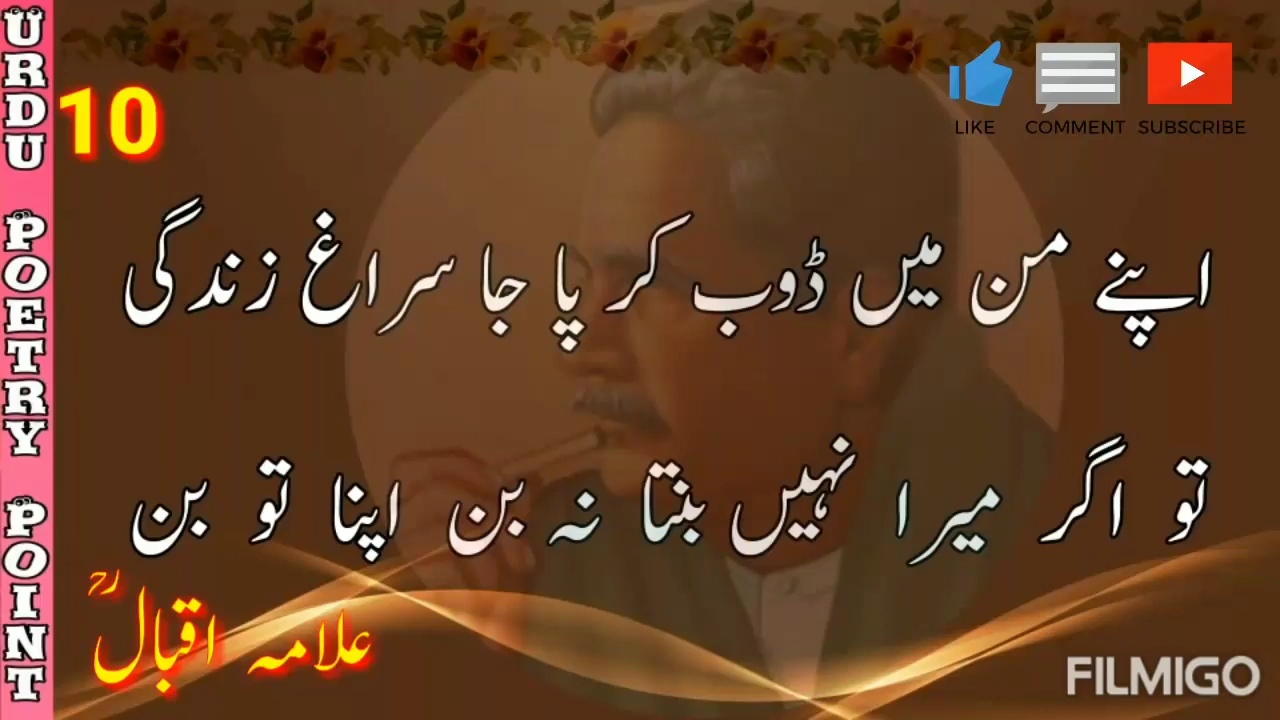 URDU POETRY POINT
10
LIKE COMMENT SUBSCRIBE
اپنے من میں ڈوب کر پا جا سراغ زندگی
تو اگر میرا نہیں بنتا نہ بن اپنا تو بن
علامہ اقبالؒ
FILMIGO